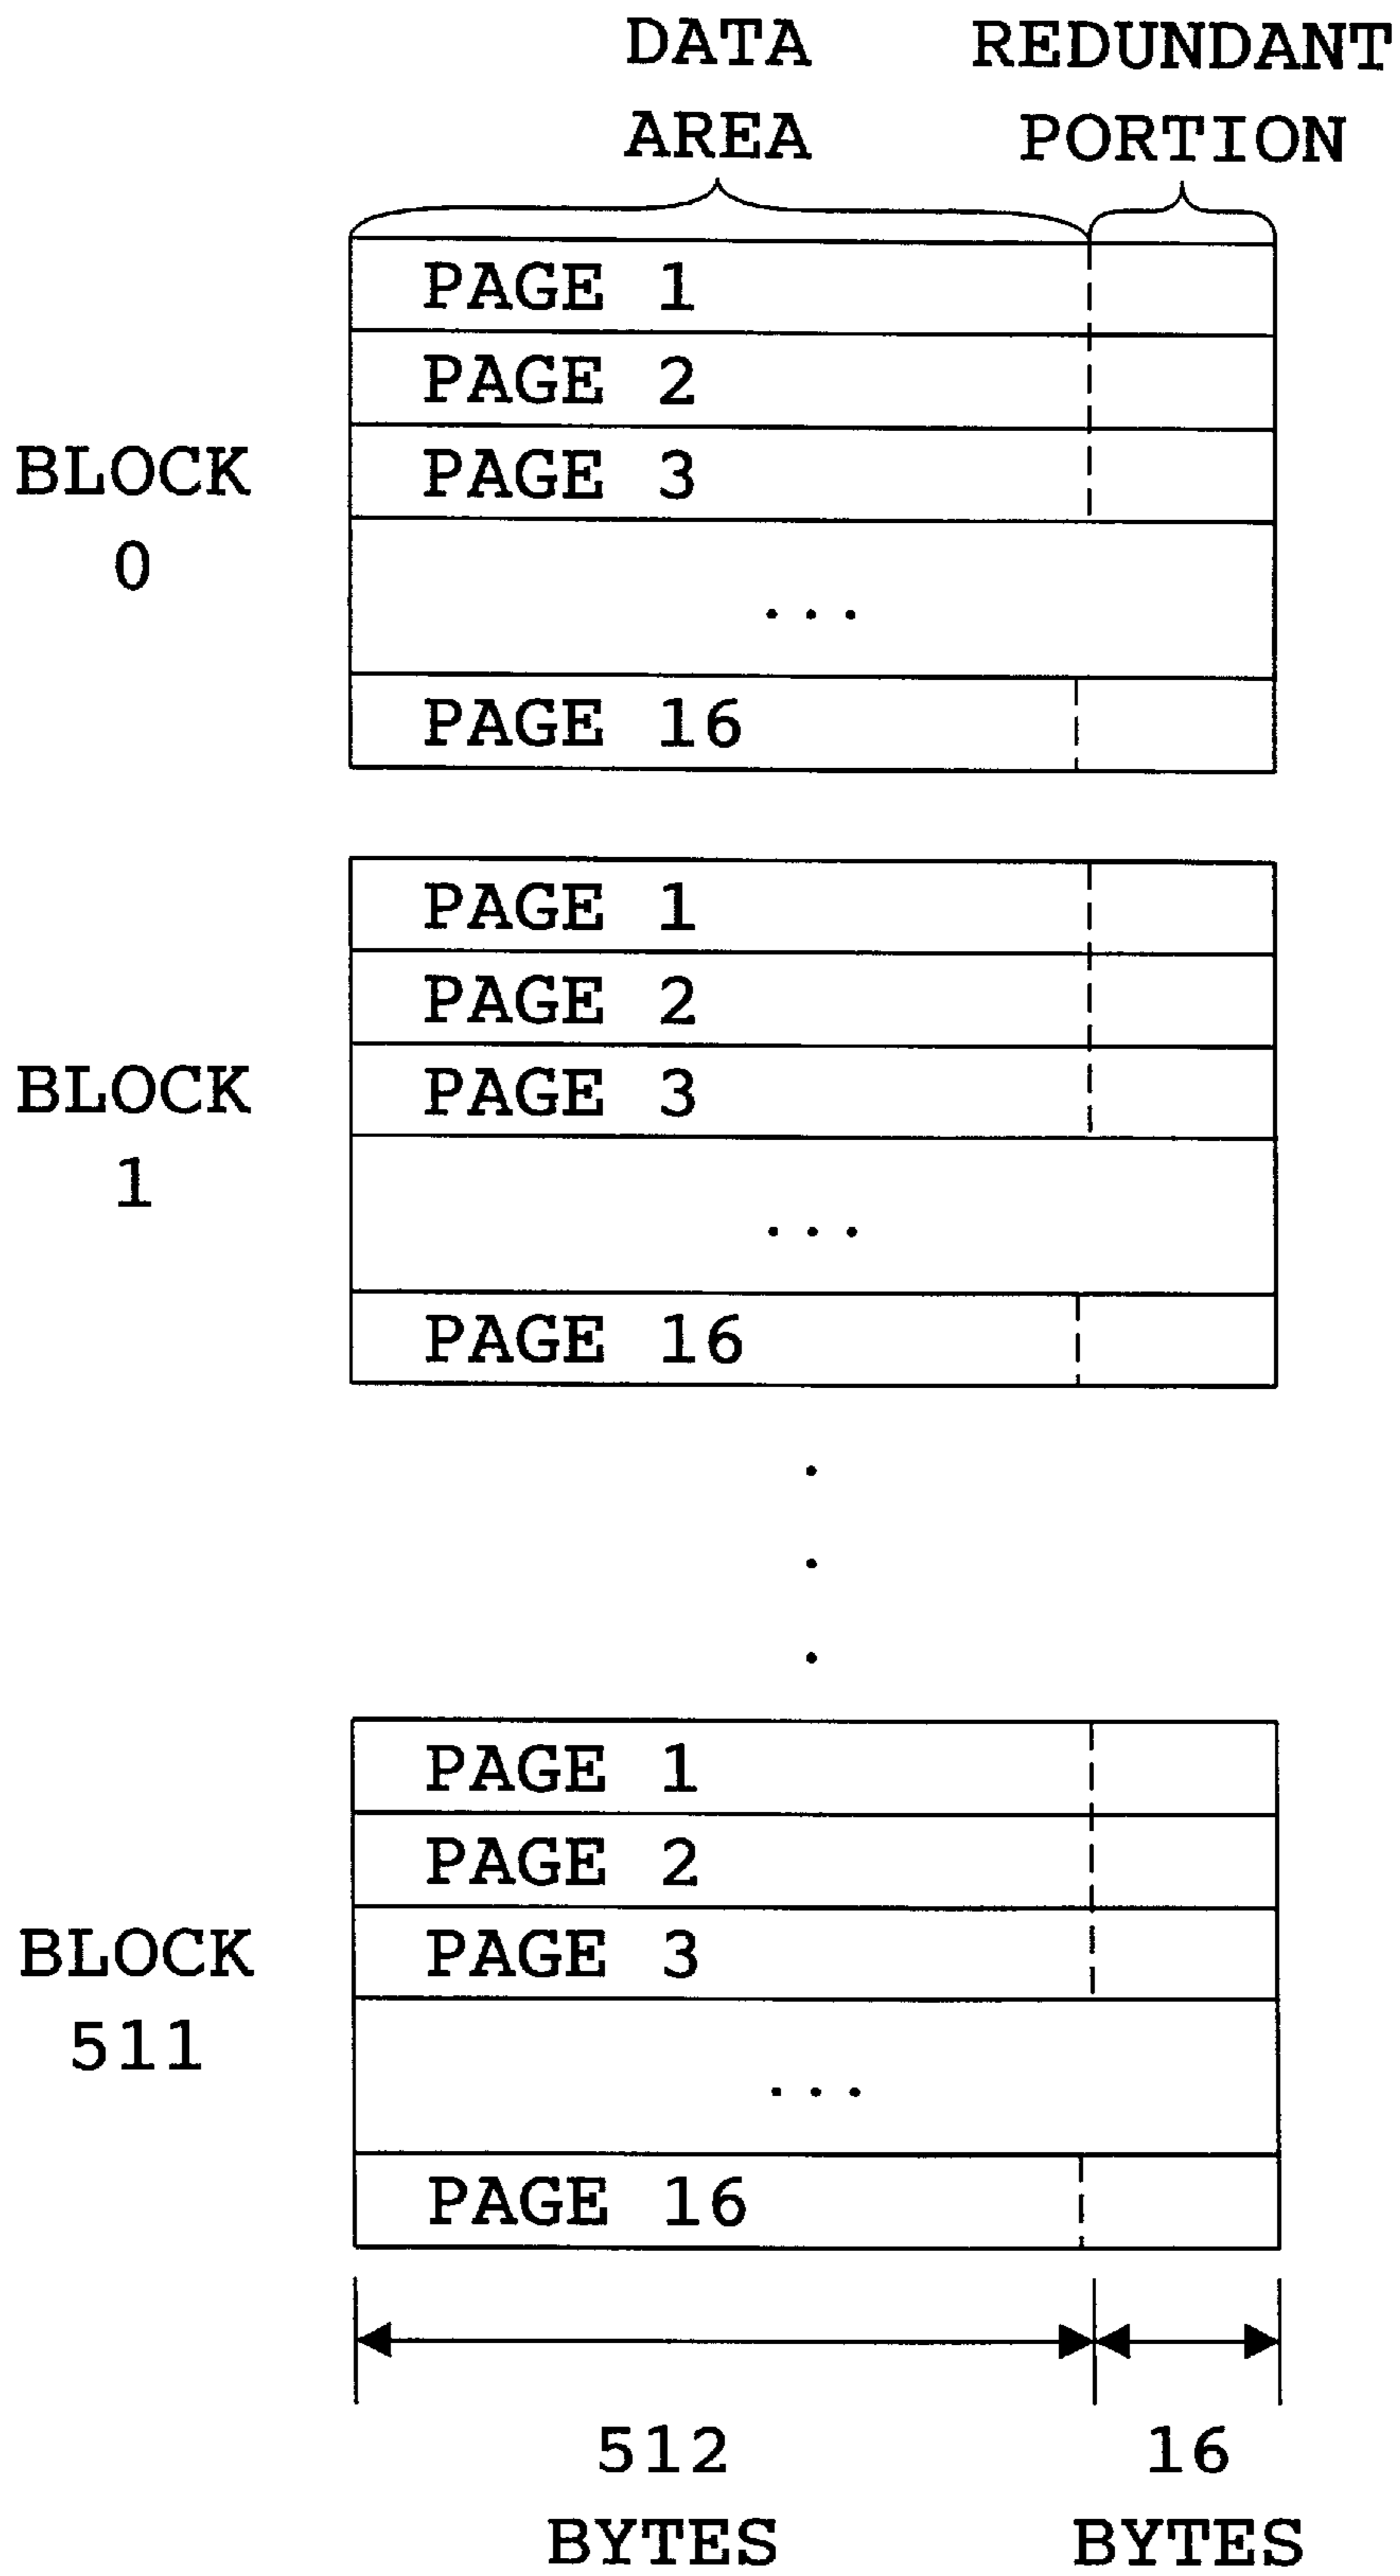 DATA AREA
REDUNDANT PORTION
BLOCK 0
PAGE 1
PAGE 2
PAGE 3
...
PAGE 16
BLOCK 1
PAGE 1
PAGE 2
PAGE 3
...
PAGE 16
.
.
.
BLOCK 511
PAGE 1
PAGE 2
PAGE 3
...
PAGE 16
512 BYTES
16 BYTES